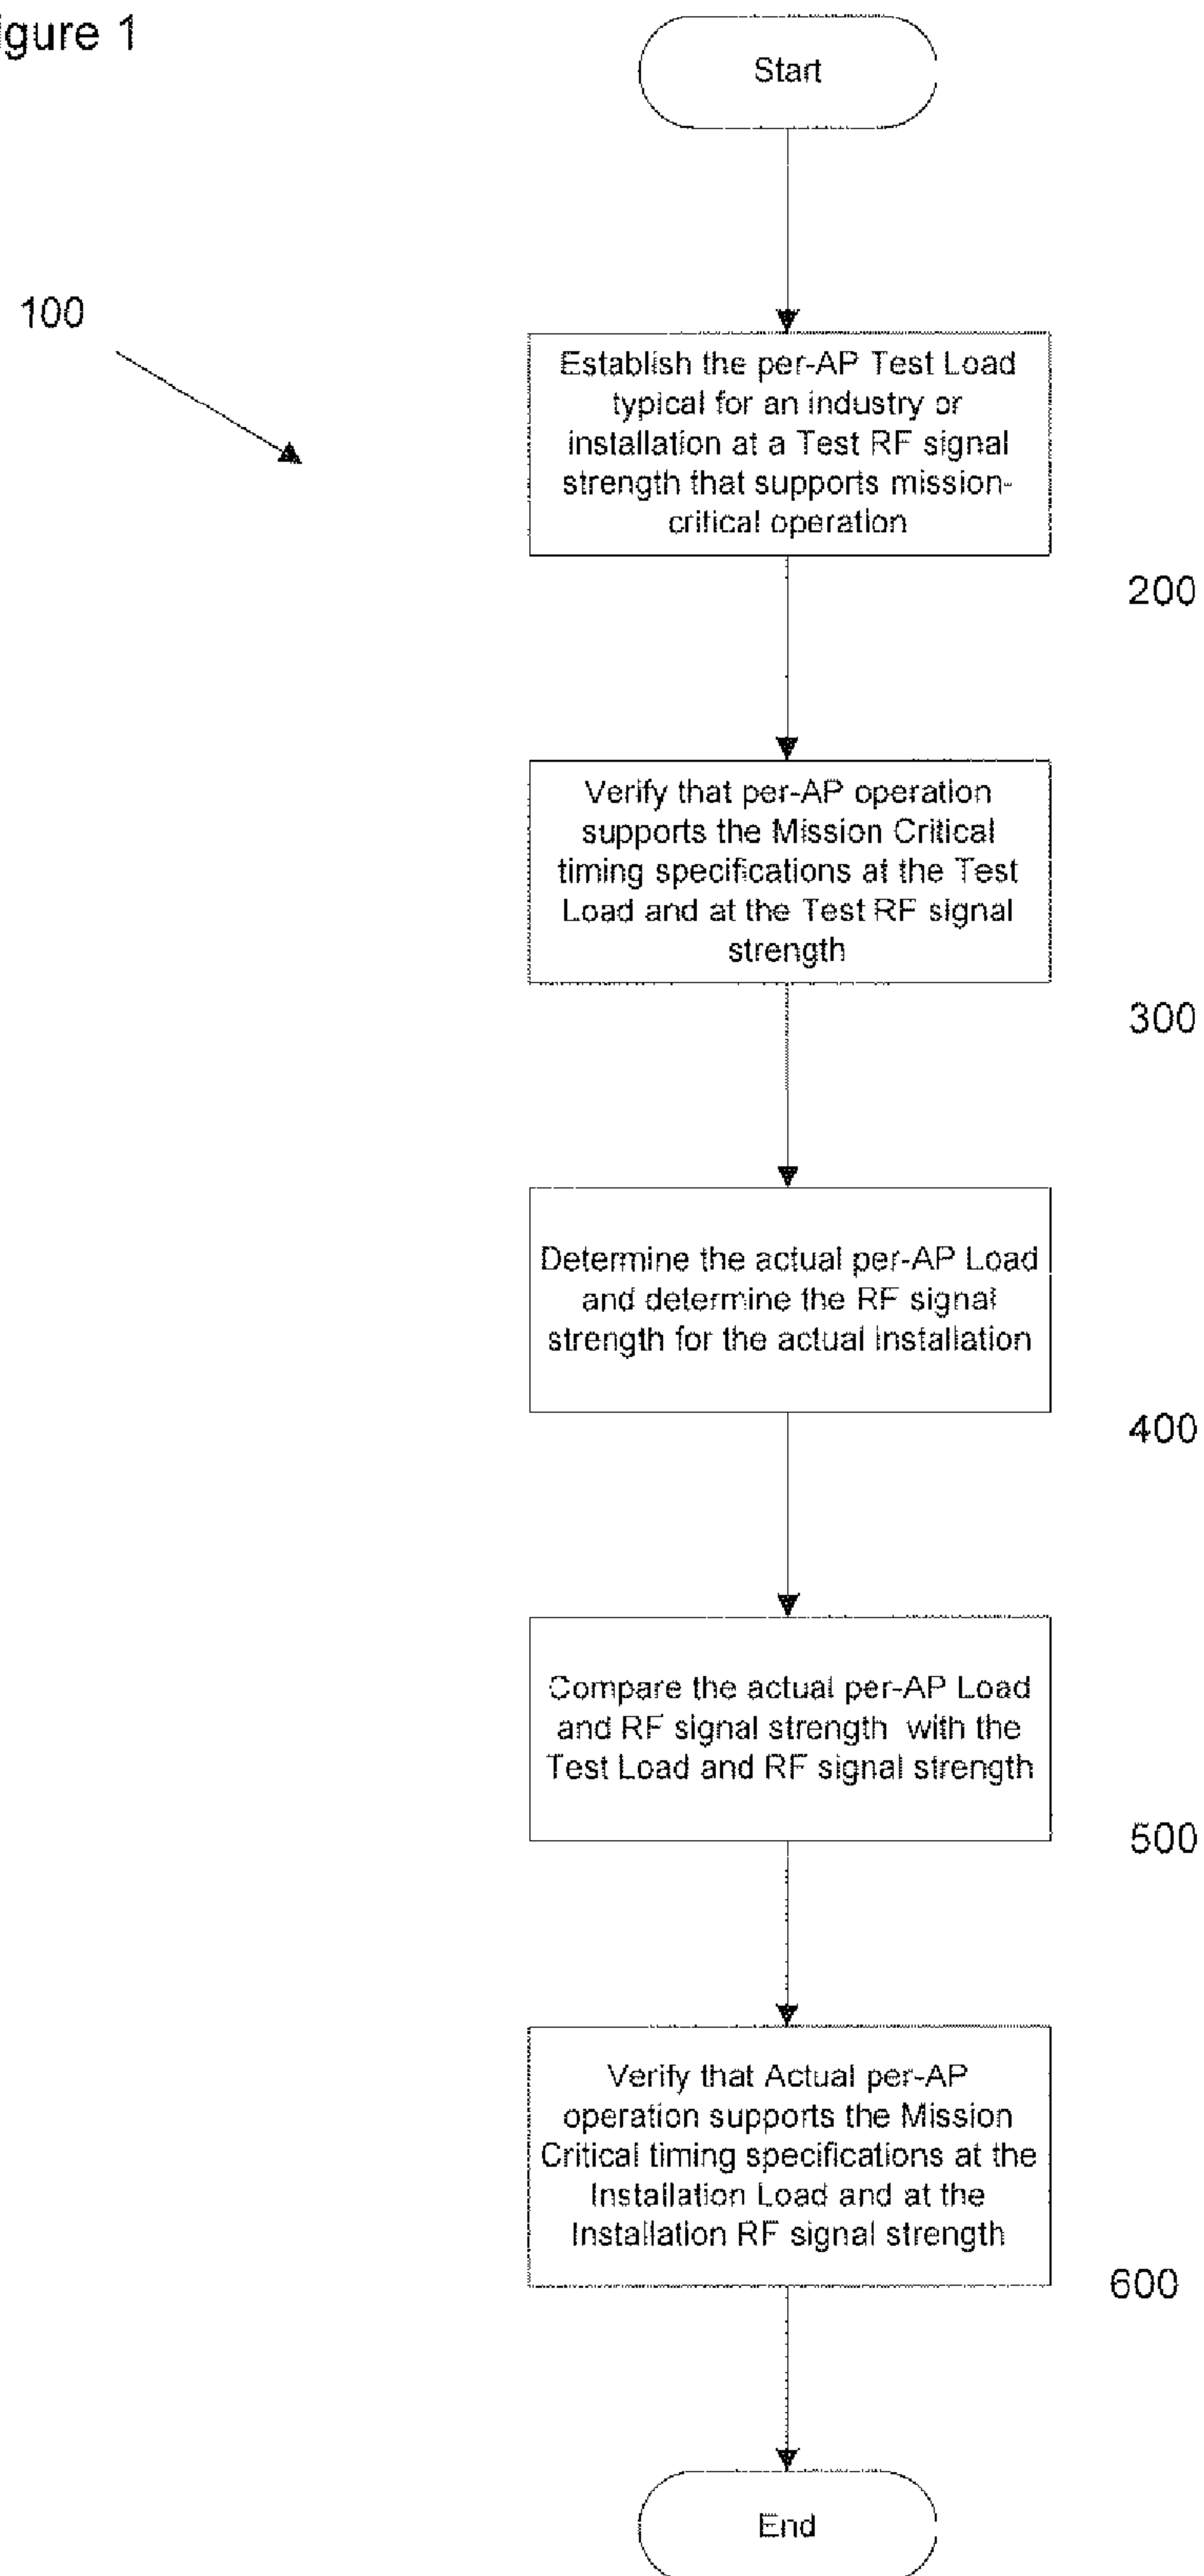 igure 1
Start
100
Establish the per-AP Test Load
typical for an industry or
installation at a Test RF signal
strength that supports mission-
critical operation
200
Verify that per-AP operation
supports the Mission Critical
timing specifications at the Test
Load and at the Test RF signal
strength
300
Determine the actual per-AP Load
and determine the RF signal
strength for the actual installation
400
Compare the actual per-AP Load
and RF signal strength with the
Test Load and RF signal strength
500
Verify that Actual per-AP
operation supports the Mission
Critical timing specifications at the
Installation Load and at the
Installation RF signal strength
600
End